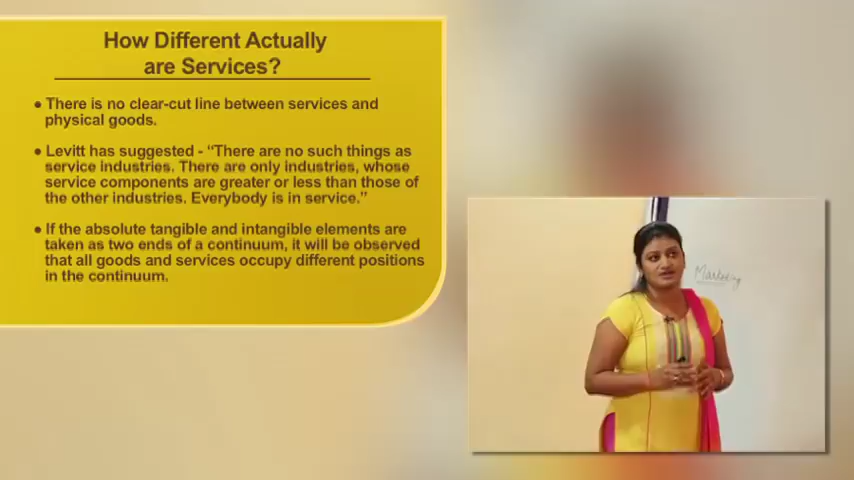 How Different Actually
are Services?
● There is no clear-cut line between services and
physical goods.
● Levitt has suggested - “There are no such things as
service industries. There are only industries, whose
service components are greater or less than those of
the other industries. Everybody is in service.”
● If the absolute tangible and intangible elements are
taken as two ends of a continuum, it will be observed
that all goods and services occupy different positions
in the continuum.
Marketing